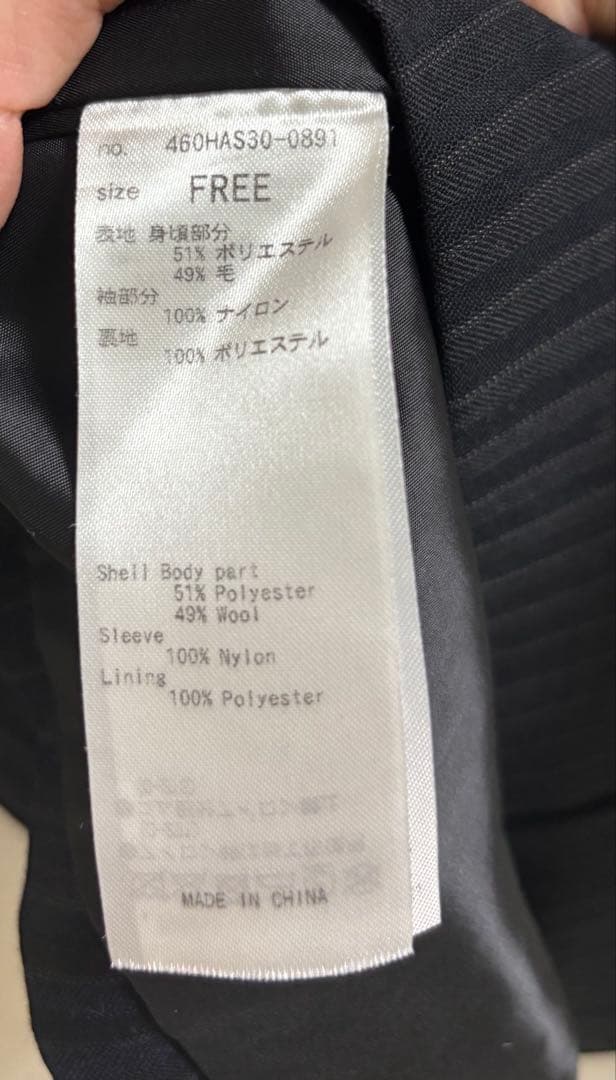 no. 460HAS30-0891
size FREE
表地 身頃部分
51% ポリエステル
49% 毛
袖部分
100% ナイロン
裏地
100% ポリエステル
Shell Body part
51% Polyester
49% Wool
Sleeve
100% Nylon
Lining
100% Polyester
MADE IN CHINA